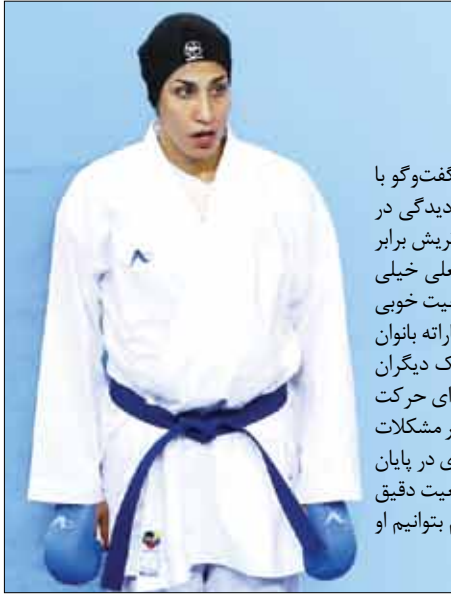 گفت‌وگو با
دیدگی در
ریش برابر
علی خیلی
یت خوبی
اراته بانوان
ک دیگران
ای حرکت
ر مشکلات
ی در پایان
عیت دقیق
بتوانیم او